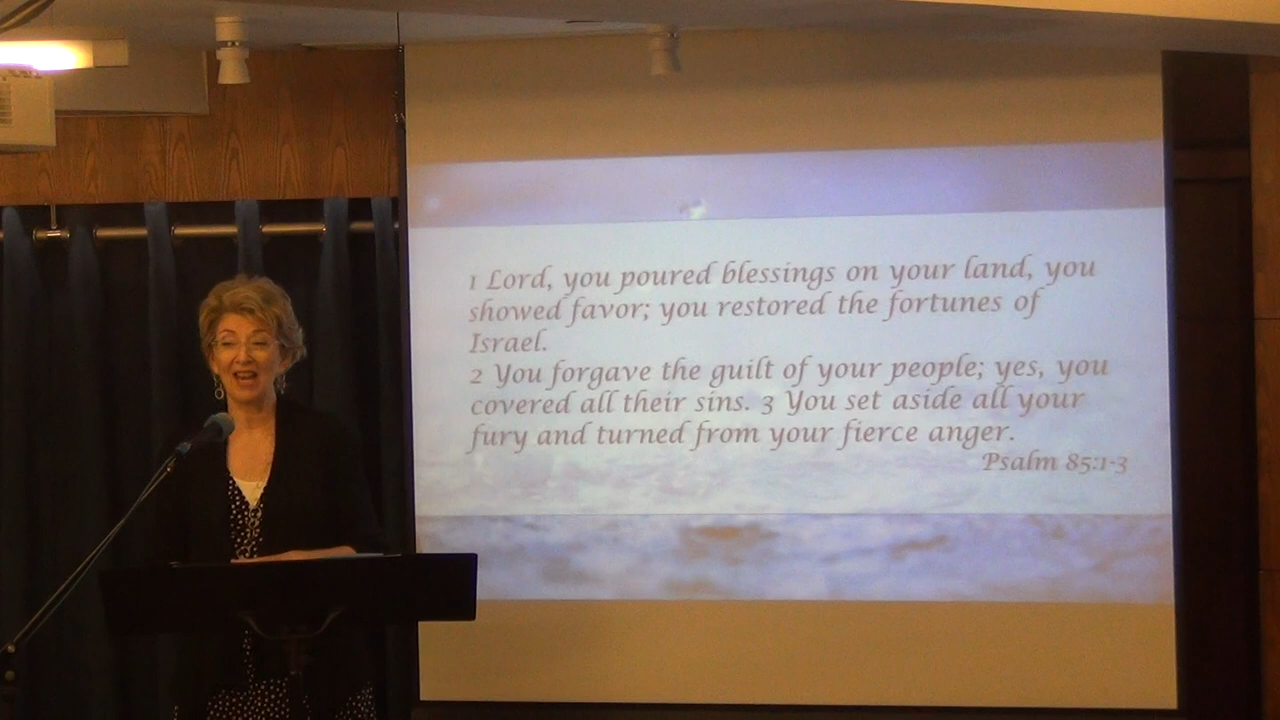 1 Lord, you poured blessings on your land, you
showed favor; you restored the fortunes of
Israel.
2 You forgave the guilt of your people; yes, you
covered all their sins. 3 You set aside all your
fury and turned from your fierce anger.
Psalm 85:1-3